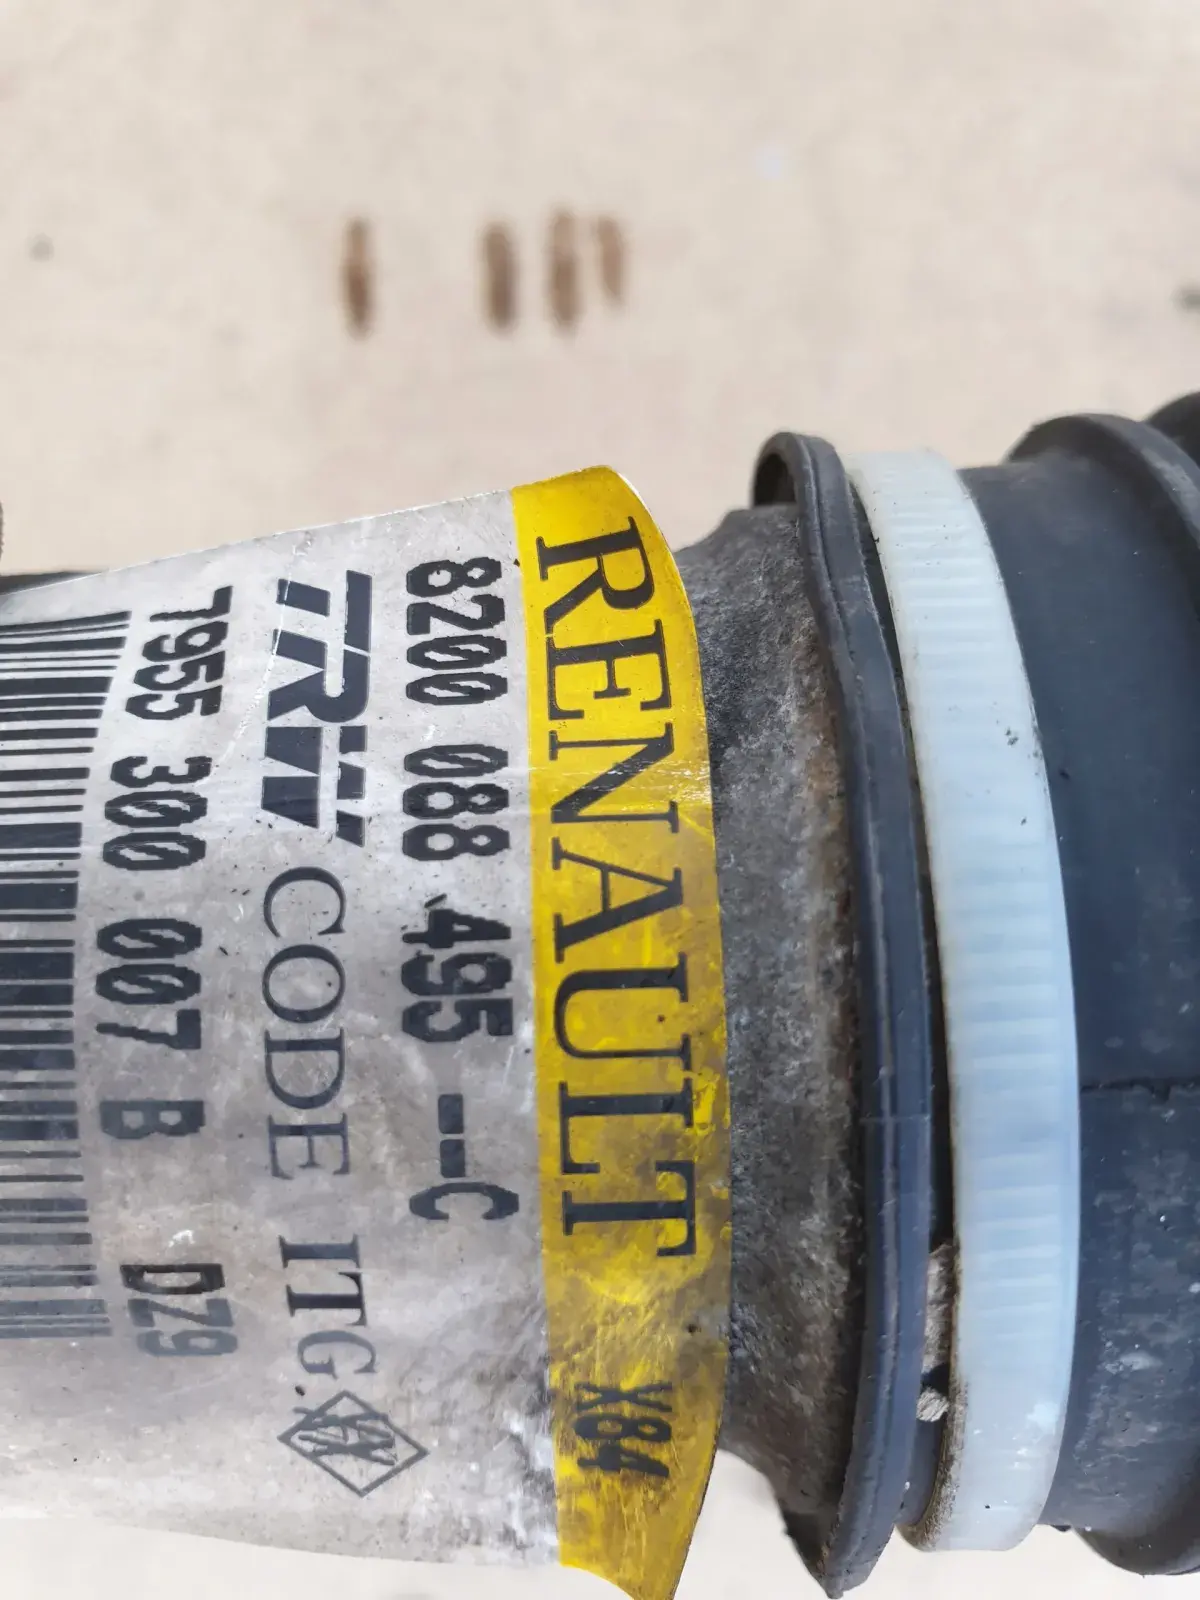 RENAULT X84
8200 088 495 --C
TRW CODE ITG.
7955 300 007 B DZ9